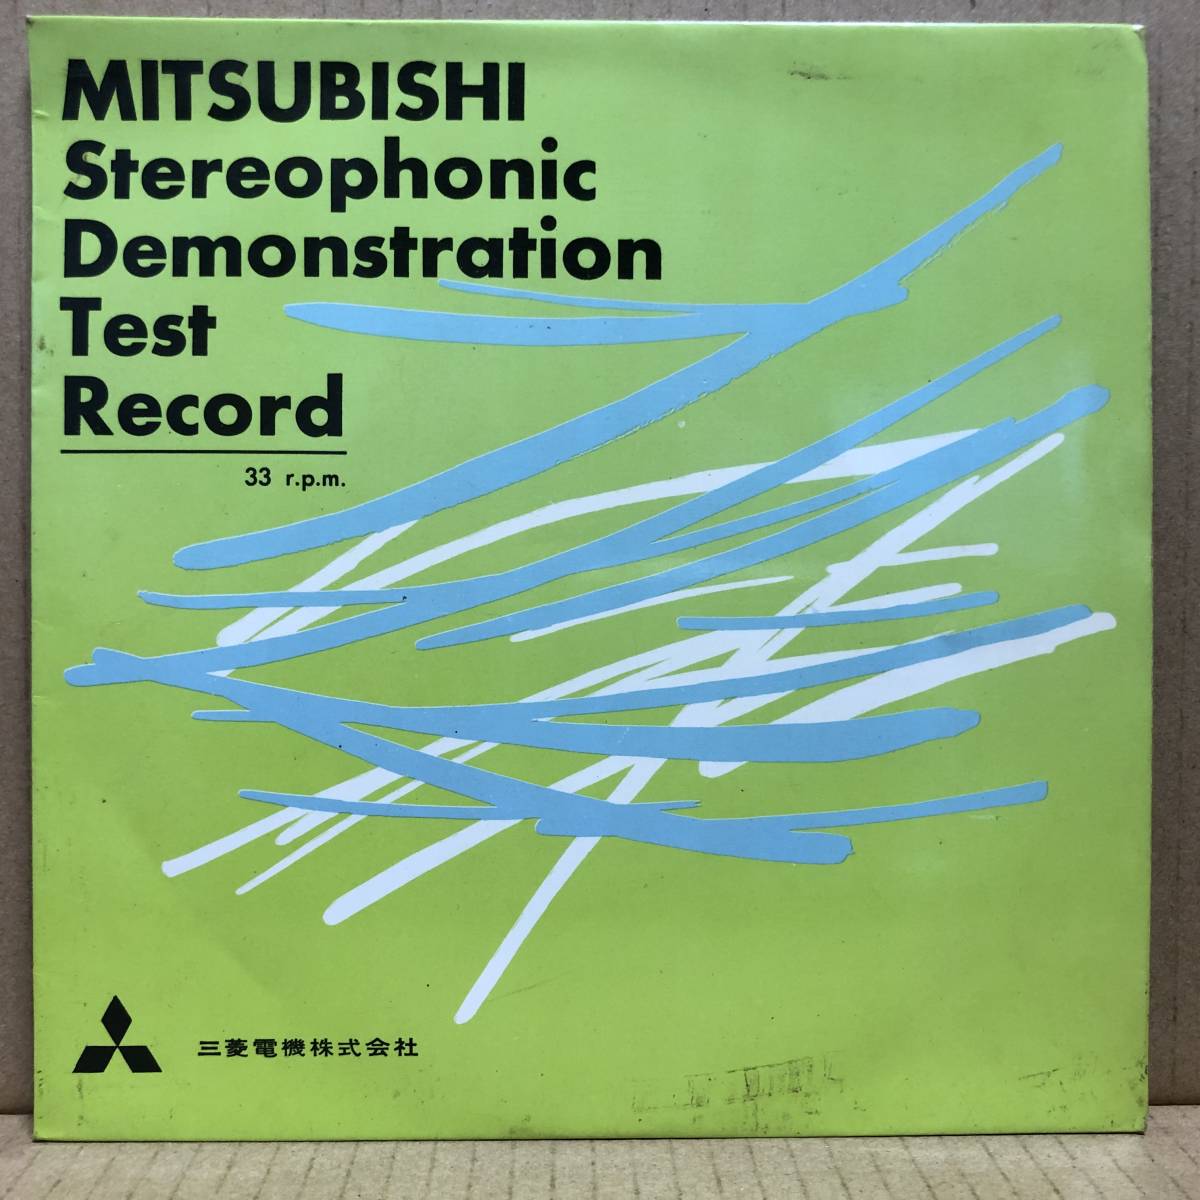 MITSUBISHI
Stereophonic
Demonstration
Test
Record
33 r.p.m.
三菱電機株式会社